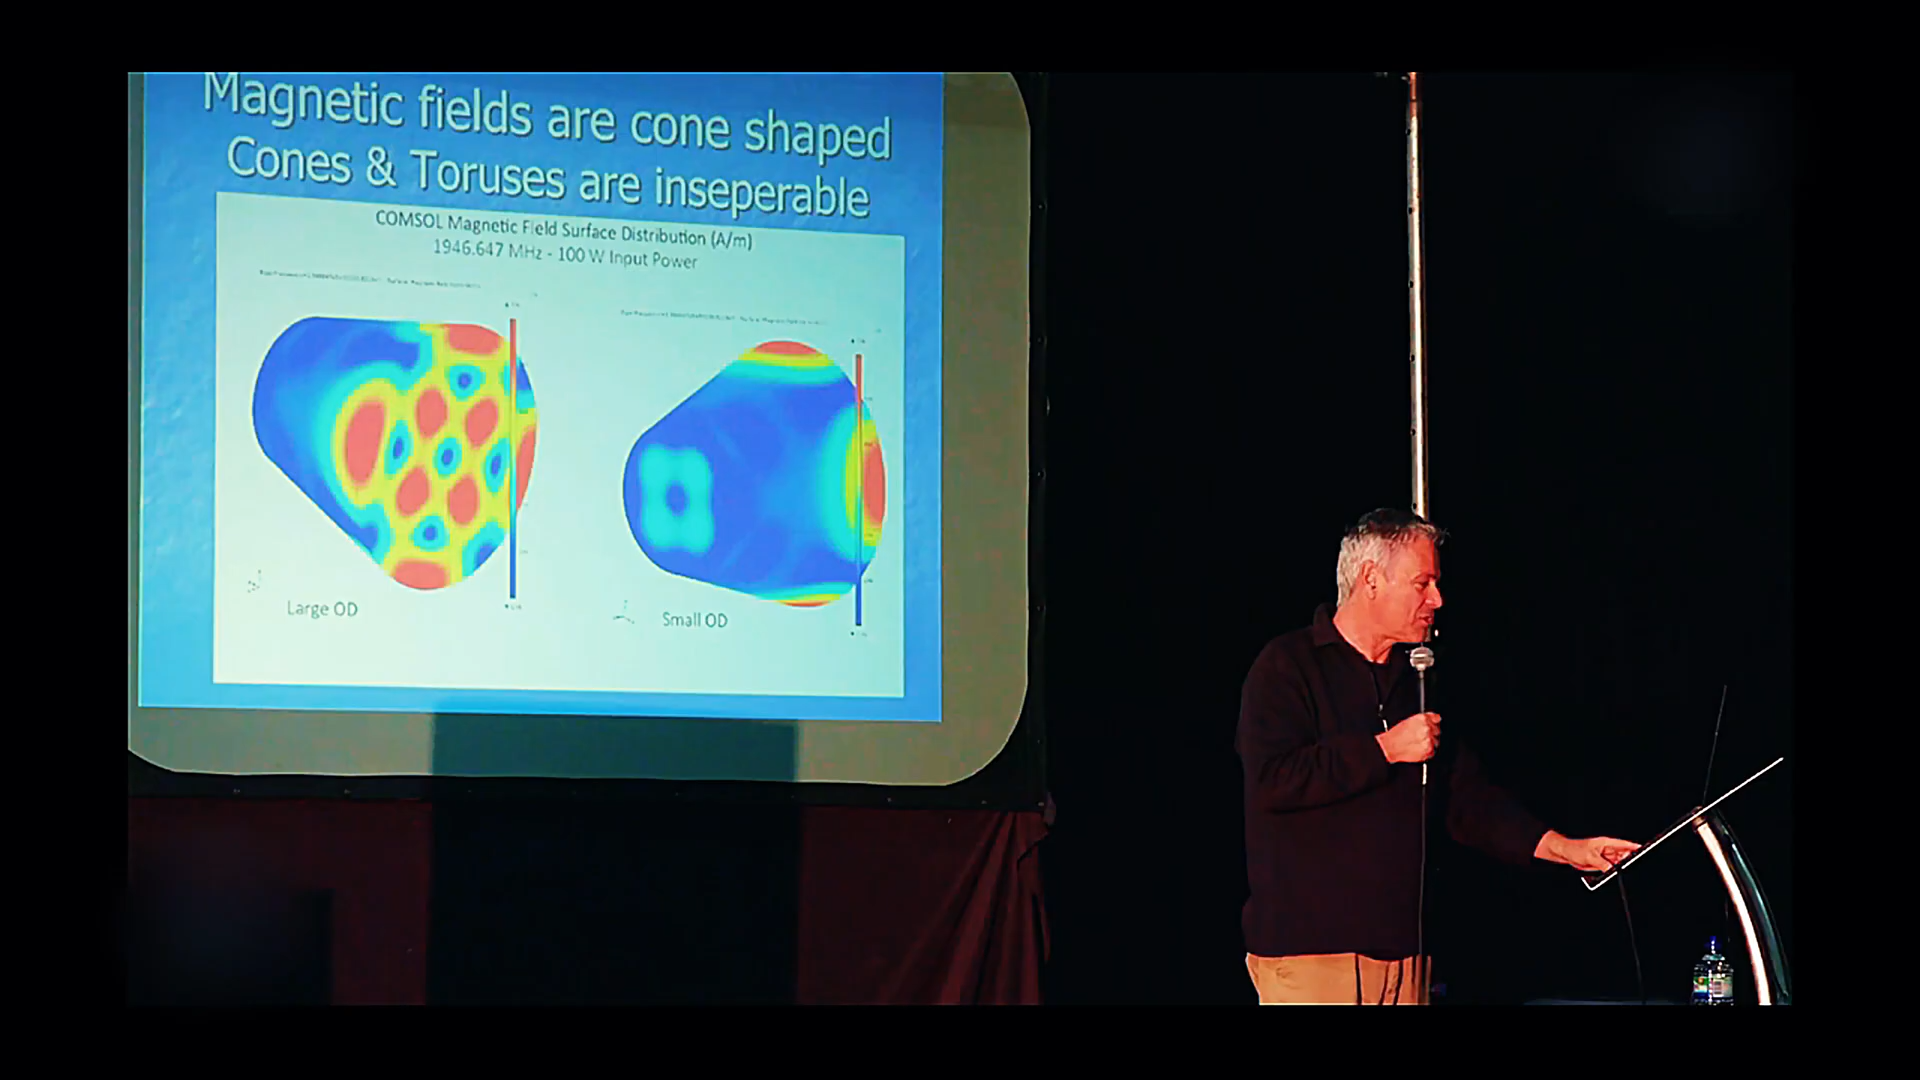 Magnetic fields are cone shaped
Cones & Toruses are inseperable
COMSOL Magnetic Field Surface Distribution (A/m)
1946.647 MHz - 100 W Input Power
Large OD
Small OD